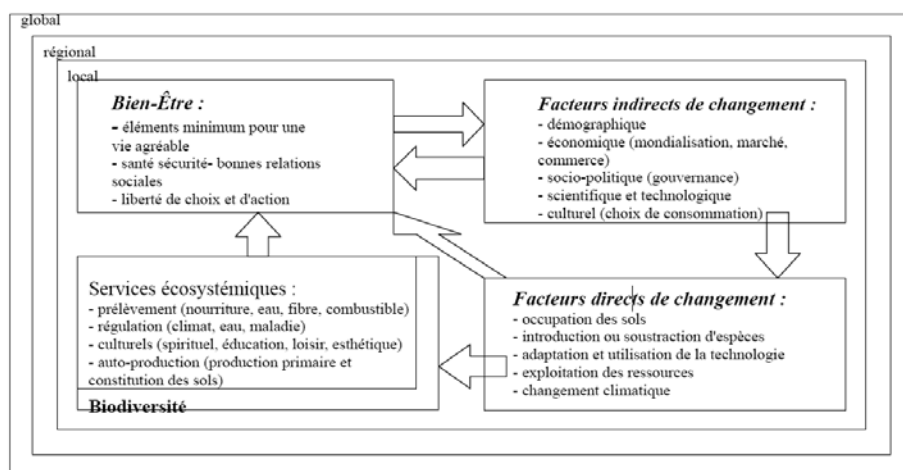 global
régional
local
Bien-Être :
- éléments minimum pour une
vie agréable
- santé sécurité- bonnes relations
sociales
- liberté de choix et d'action
Facteurs indirects de changement :
- démographique
- économique (mondialisation, marché,
commerce)
- socio-politique (gouvernance)
- scientifique et technologique
- culturel (choix de consommation)
Services écosystémiques :
- prélèvement (nourriture, eau, fibre, combustible)
- régulation (climat, eau, maladie)
- culturels (spirituel, éducation, loisir, esthétique)
- auto-production (production primaire et
constitution des sols)
Biodiversité
Facteurs directs de changement :
- occupation des sols
- introduction ou soustraction d'espèces
- adaptation et utilisation de la technologie
- exploitation des ressources
- changement climatique